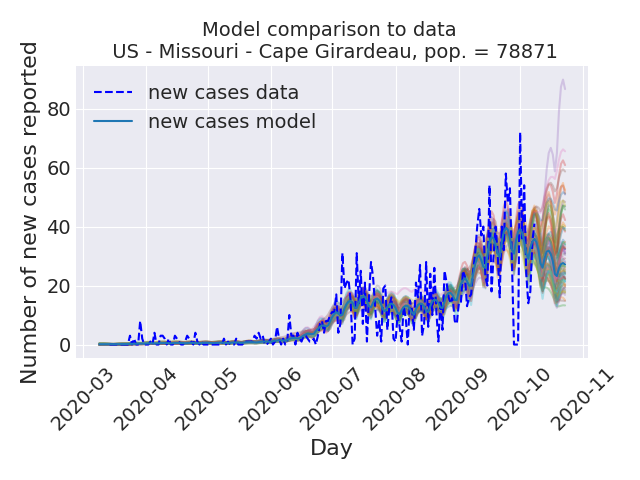 Model comparison to data
US - Missouri - Cape Girardeau, pop. = 78871
Number of new cases reported
new cases data
new cases model
80
60
40
20
0
2020-03
2020-04
2020-05
2020-06
2020-07
2020-08
2020-09
2020-10
2020-11
Day